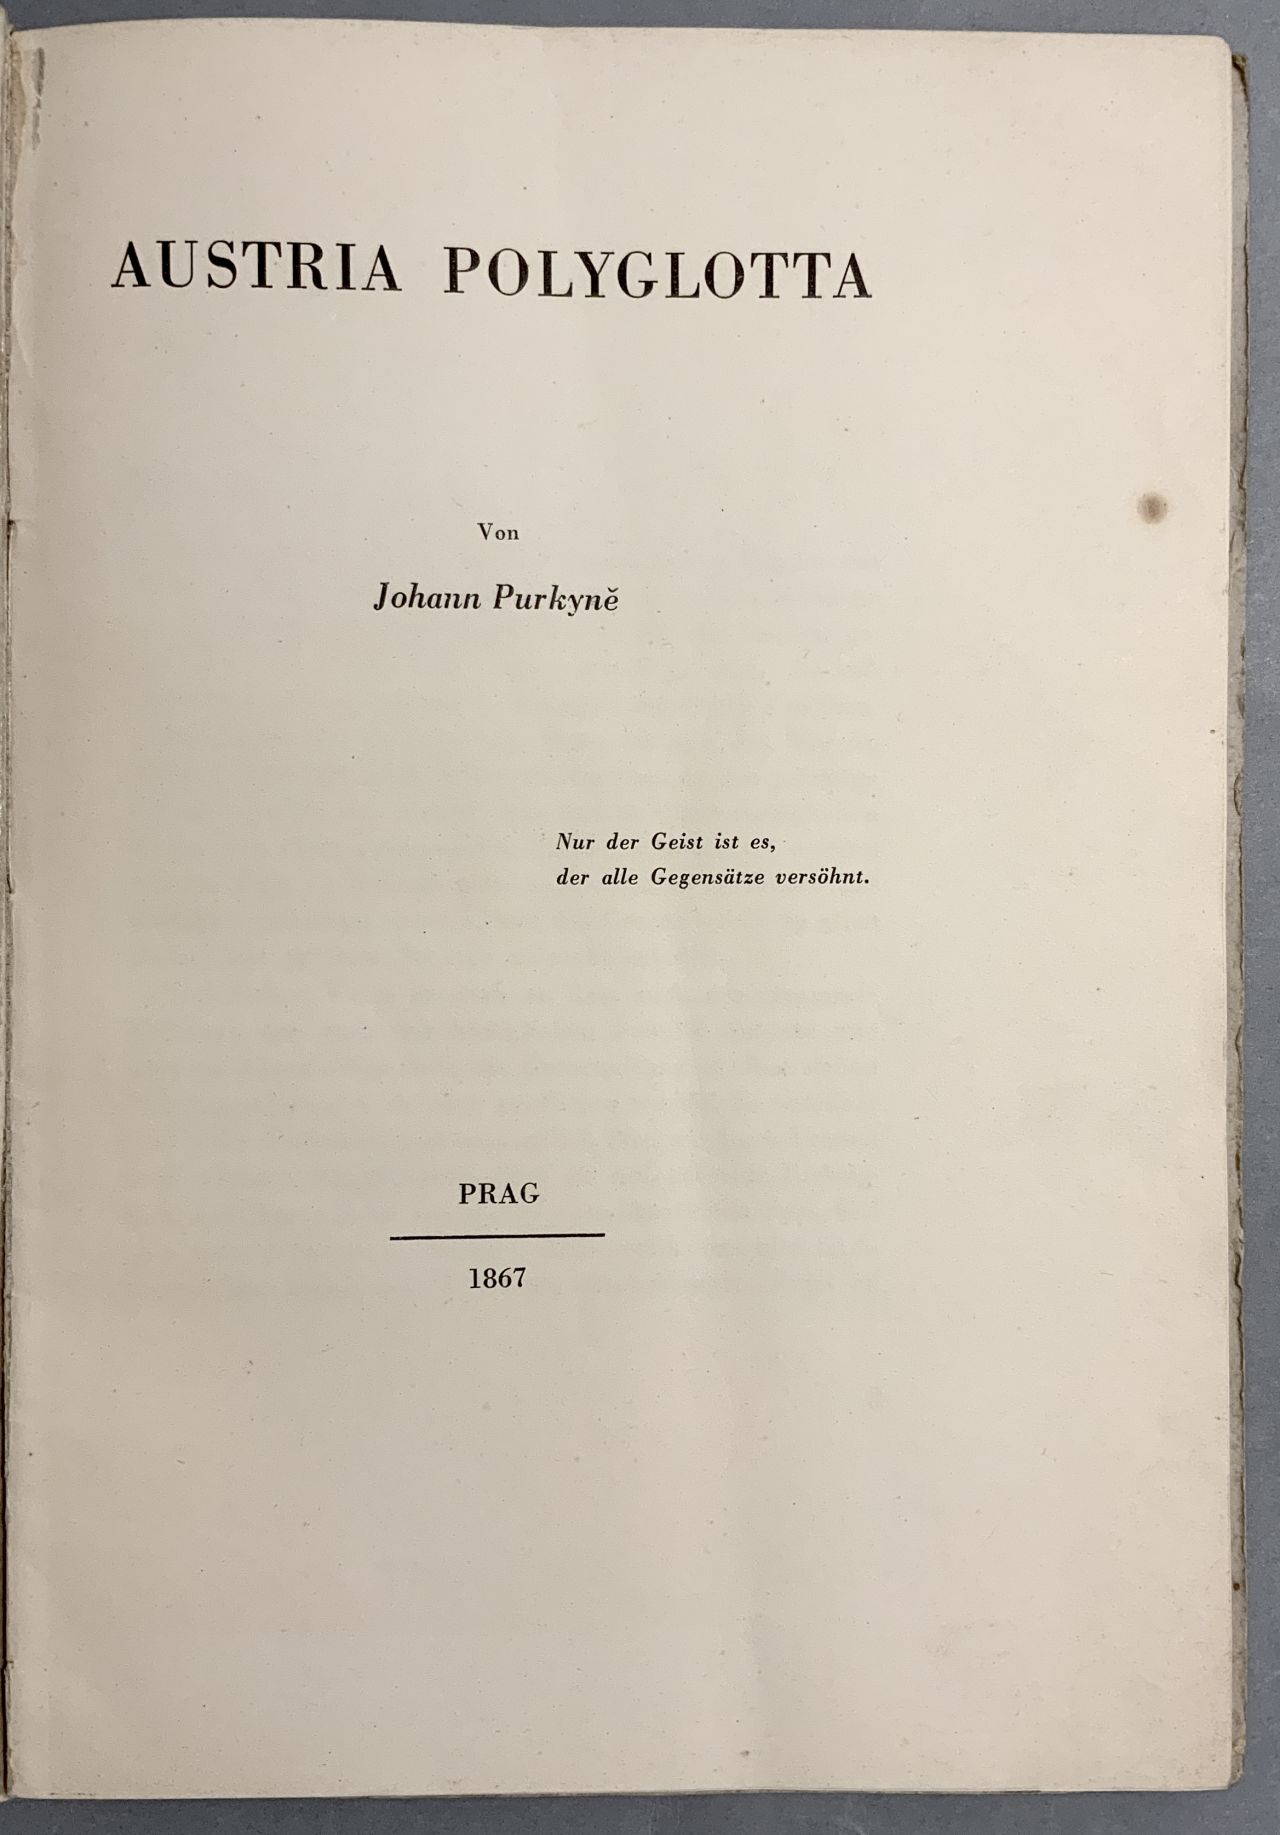 AUSTRIA POLYGLOTTA
Von
Johann Purkyně
Nur der Geist ist es,
der alle Gegensätze versöhnt.
PRAG
1867